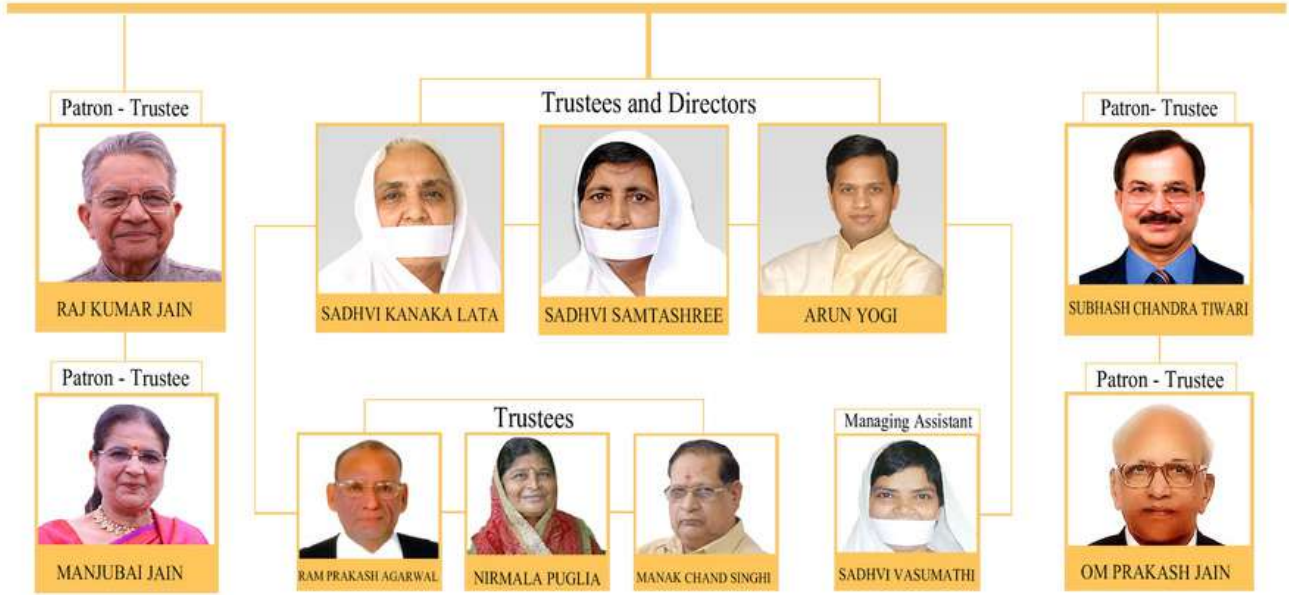 Patron - Trustee
Trustees and Directors
Patron- Trustee
RAJ KUMAR JAIN
SADHVI KANAKA LATA
SADHVI SAMTASHREE
ARUN YOGI
SUBHASH CHANDRA TIWARI
Patron - Trustee
Patron - Trustee
Trustees
Managing Assistant
MANJUBAI JAIN
RAM PRAKASH AGARWAL
NIRMALA PUGLIA
MANAK CHAND SINGHI
SADHVI VASUMATHI
OM PRAKASH JAIN